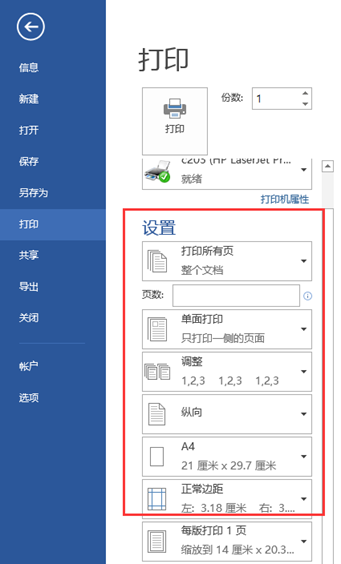 信息
新建
打开
保存
另存为
打印
共享
导出
关闭
帐户
选项
打印
打印
份数:
1
c205 (HP LaserJet Pr...
就绪
打印机属性
设置
打印所有页
整个文档
页数:
单面打印
只打印一侧的页面
调整
1,2,3 1,2,3 1,2,3
纵向
A4
21 厘米 x 29.7 厘米
正常边距
左: 3.18 厘米 右: 3....
每版打印 1 页
缩放到 14 厘米 x 20.3...